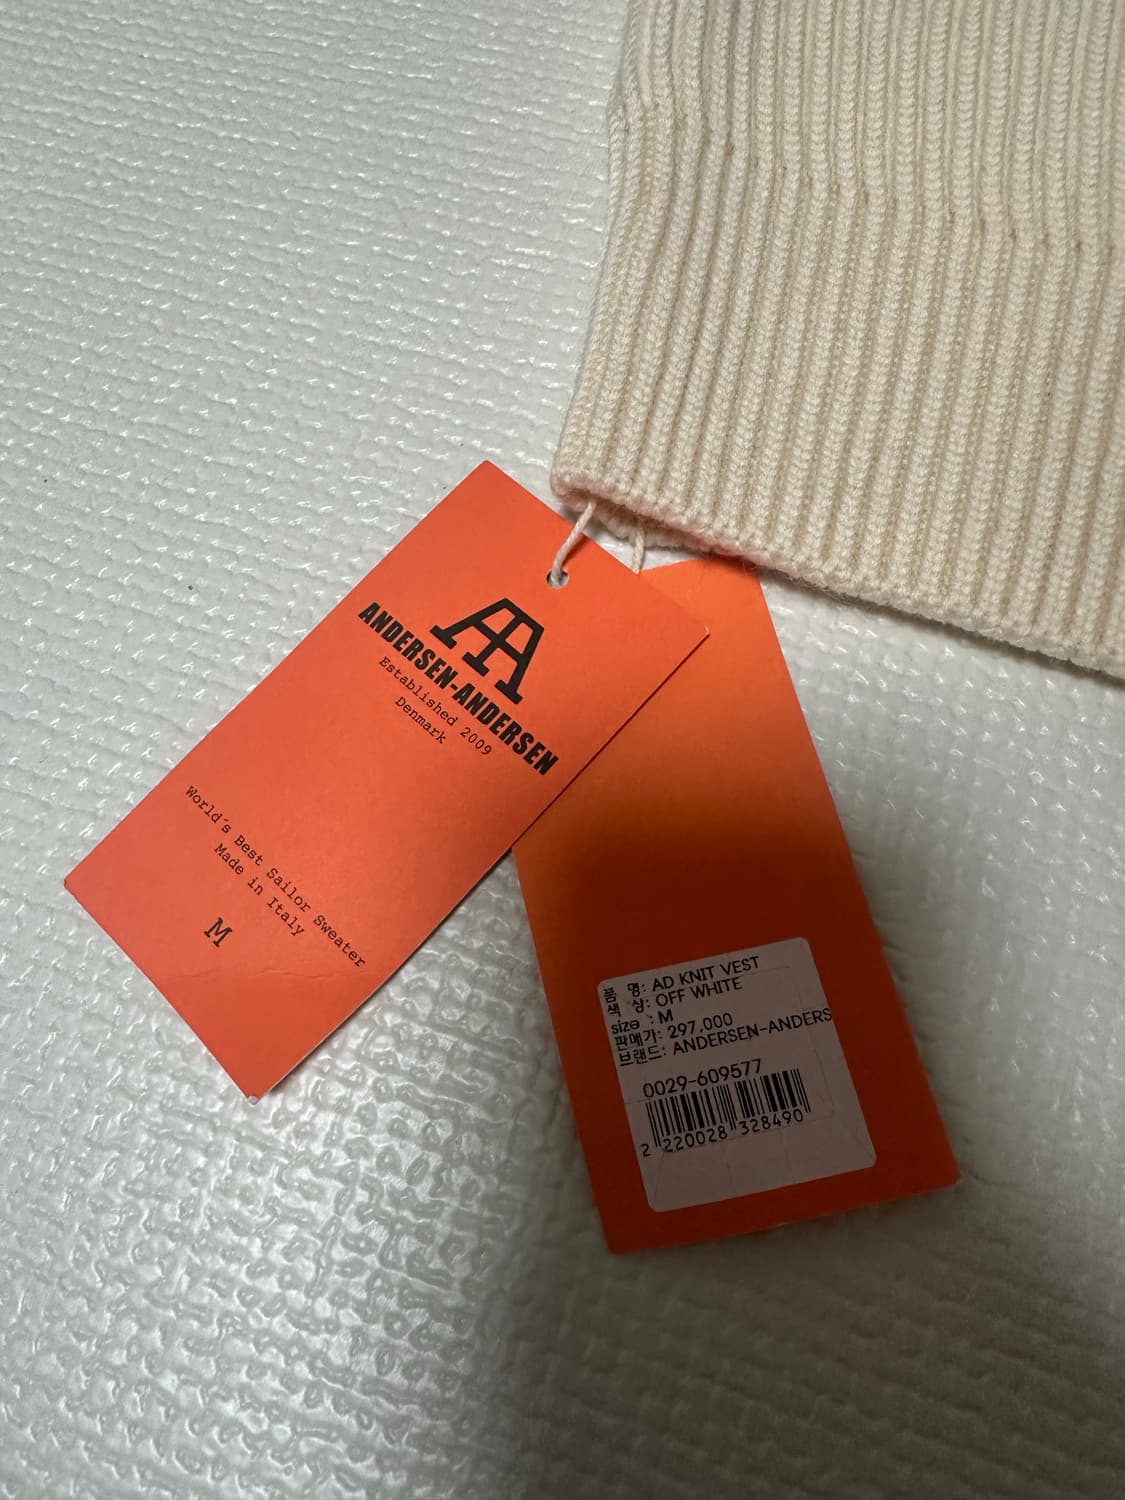 AA
ANDERSEN-ANDERSEN
Established 2009
Denmark
World's Best Sailor Sweater
Made in Italy
M
품 명: AD KNIT VEST
색 상: OFF WHITE
size : M
판매가: 297,000
브랜드: ANDERSEN-ANDERS
0029-609577
2 220028 328490